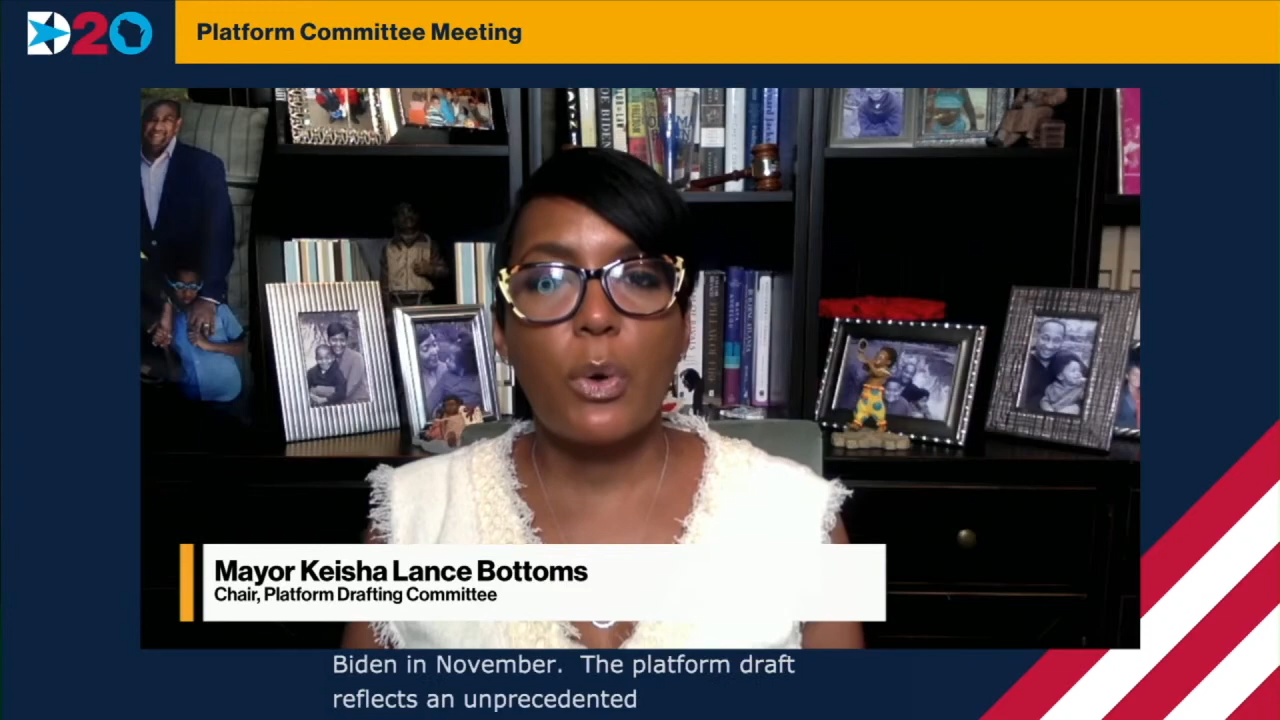 D20
Platform Committee Meeting
BIDEN
Mayor Keisha Lance Bottoms
Chair, Platform Drafting Committee
Biden in November. The platform draft
reflects an unprecedented